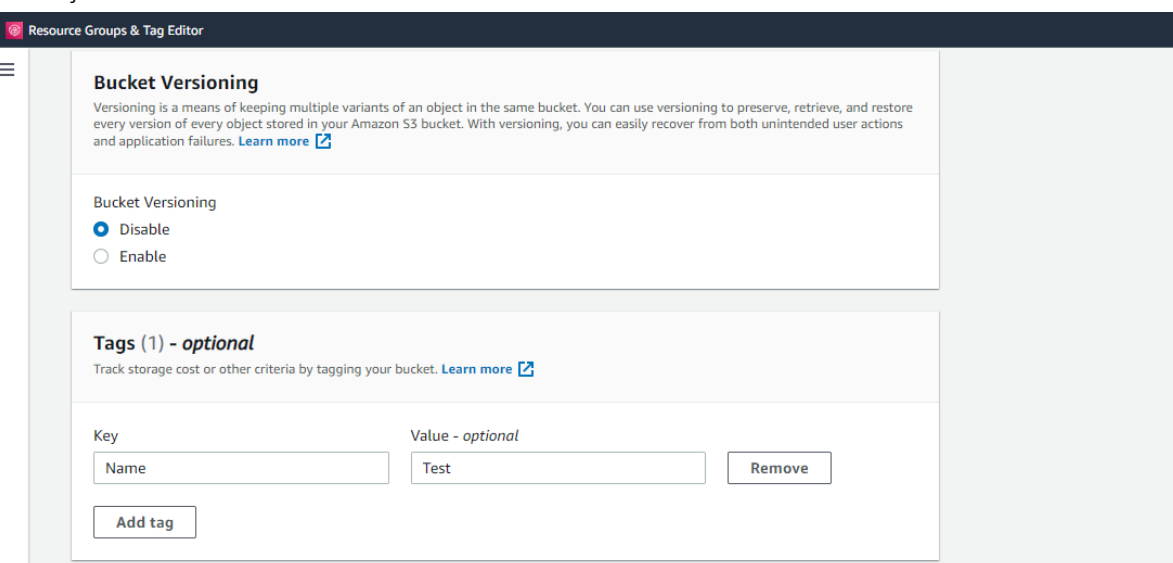 Resource Groups & Tag Editor
Bucket Versioning
Versioning is a means of keeping multiple variants of an object in the same bucket. You can use versioning to preserve, retrieve, and restore
every version of every object stored in your Amazon S3 bucket. With versioning, you can easily recover from both unintended user actions
and application failures. Learn more
Bucket Versioning
Disable
Enable
Tags (1) - optional
Track storage cost or other criteria by tagging your bucket. Learn more
Key Value - optional
Name Test Remove
Add tag